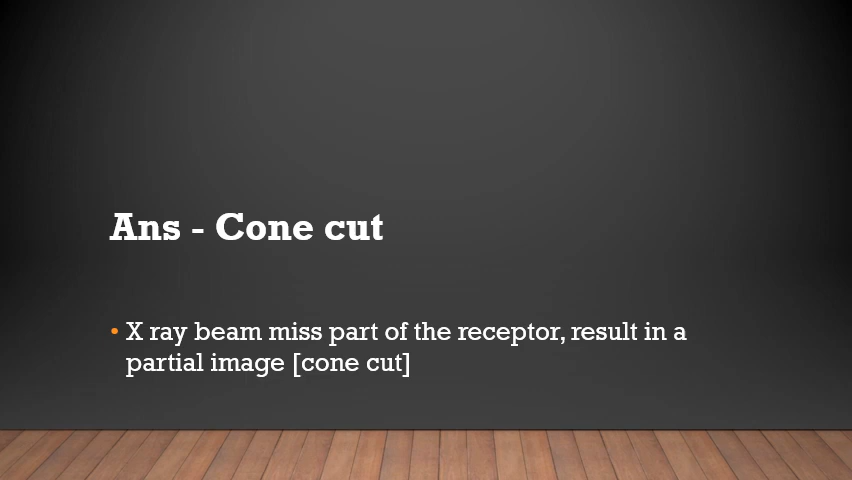 Ans - Cone cut
• X ray beam miss part of the receptor, result in a
partial image [cone cut]